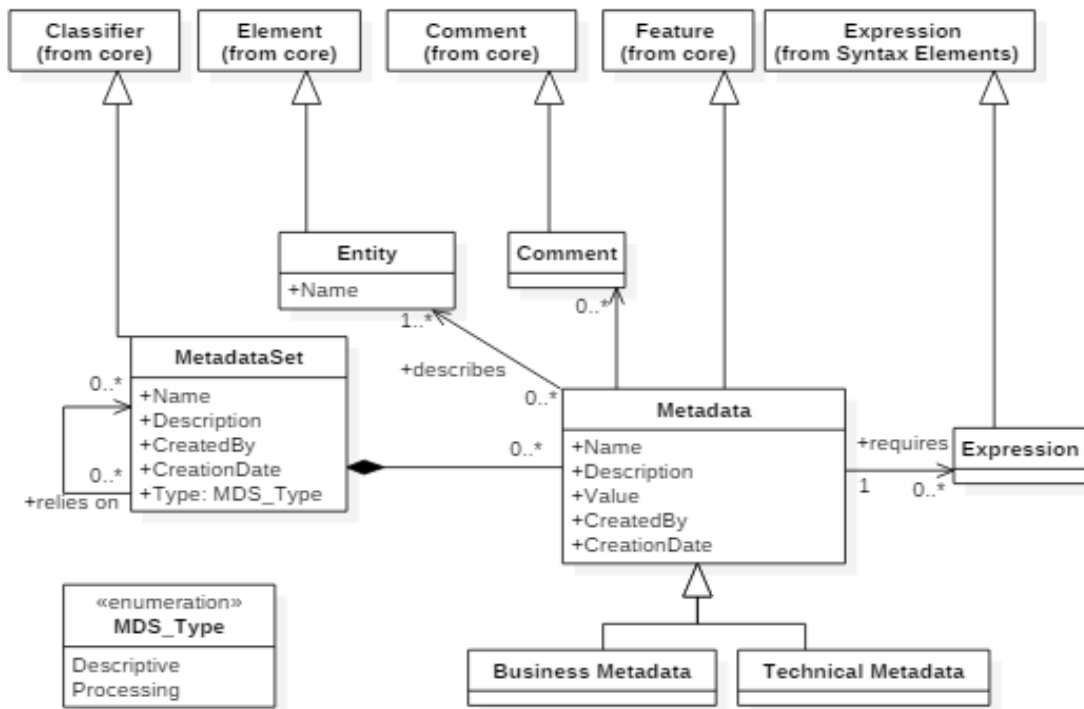 Classifier
(from core)
Element
(from core)
Comment
(from core)
Feature
(from core)
Expression
(from Syntax Elements)
Entity
+Name
Comment
0..*
1..*
+describes
0..*
MetadataSet
+Name
+Description
+CreatedBy
+CreationDate
+Type: MDS_Type
0..*
0..*
+relies on
0..*
Metadata
+Name
+Description
+Value
+CreatedBy
+CreationDate
+requires
1
0..*
Expression
«enumeration»
MDS_Type
Descriptive
Processing
Business Metadata
Technical Metadata